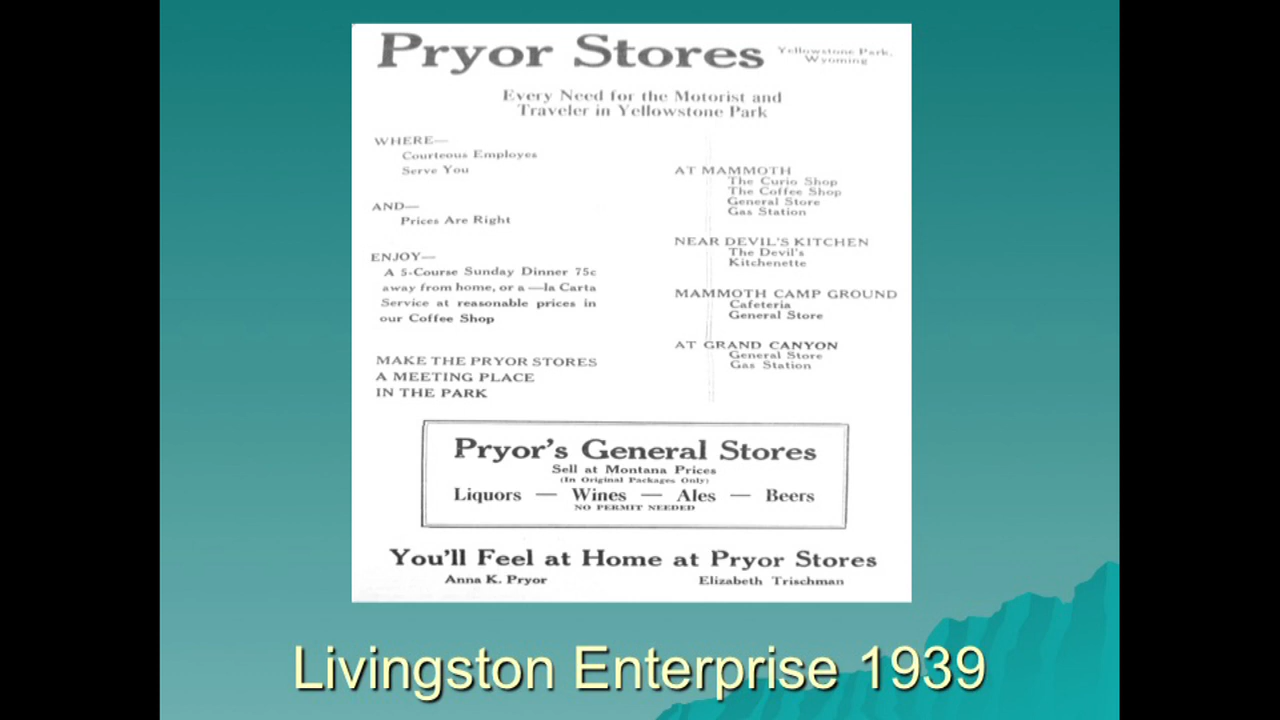 Pryor Stores
Yellowstone Park,
Wyoming
Every Need for the Motorist and
Traveler in Yellowstone Park
WHERE—
Courteous Employes
Serve You
AND—
Prices Are Right
ENJOY—
A 5-Course Sunday Dinner 75c
away from home, or a —la Carta
Service at reasonable prices in
our Coffee Shop
MAKE THE PRYOR STORES
A MEETING PLACE
IN THE PARK
AT MAMMOTH
The Curio Shop
The Coffee Shop
General Store
Gas Station
NEAR DEVIL'S KITCHEN
The Devil's
Kitchenette
MAMMOTH CAMP GROUND
Cafeteria
General Store
AT GRAND CANYON
General Store
Gas Station
Pryor's General Stores
Sell at Montana Prices
(In Original Packages Only)
Liquors — Wines — Ales — Beers
NO PERMIT NEEDED
You'll Feel at Home at Pryor Stores
Anna K. Pryor Elizabeth Trischman
Livingston Enterprise 1939